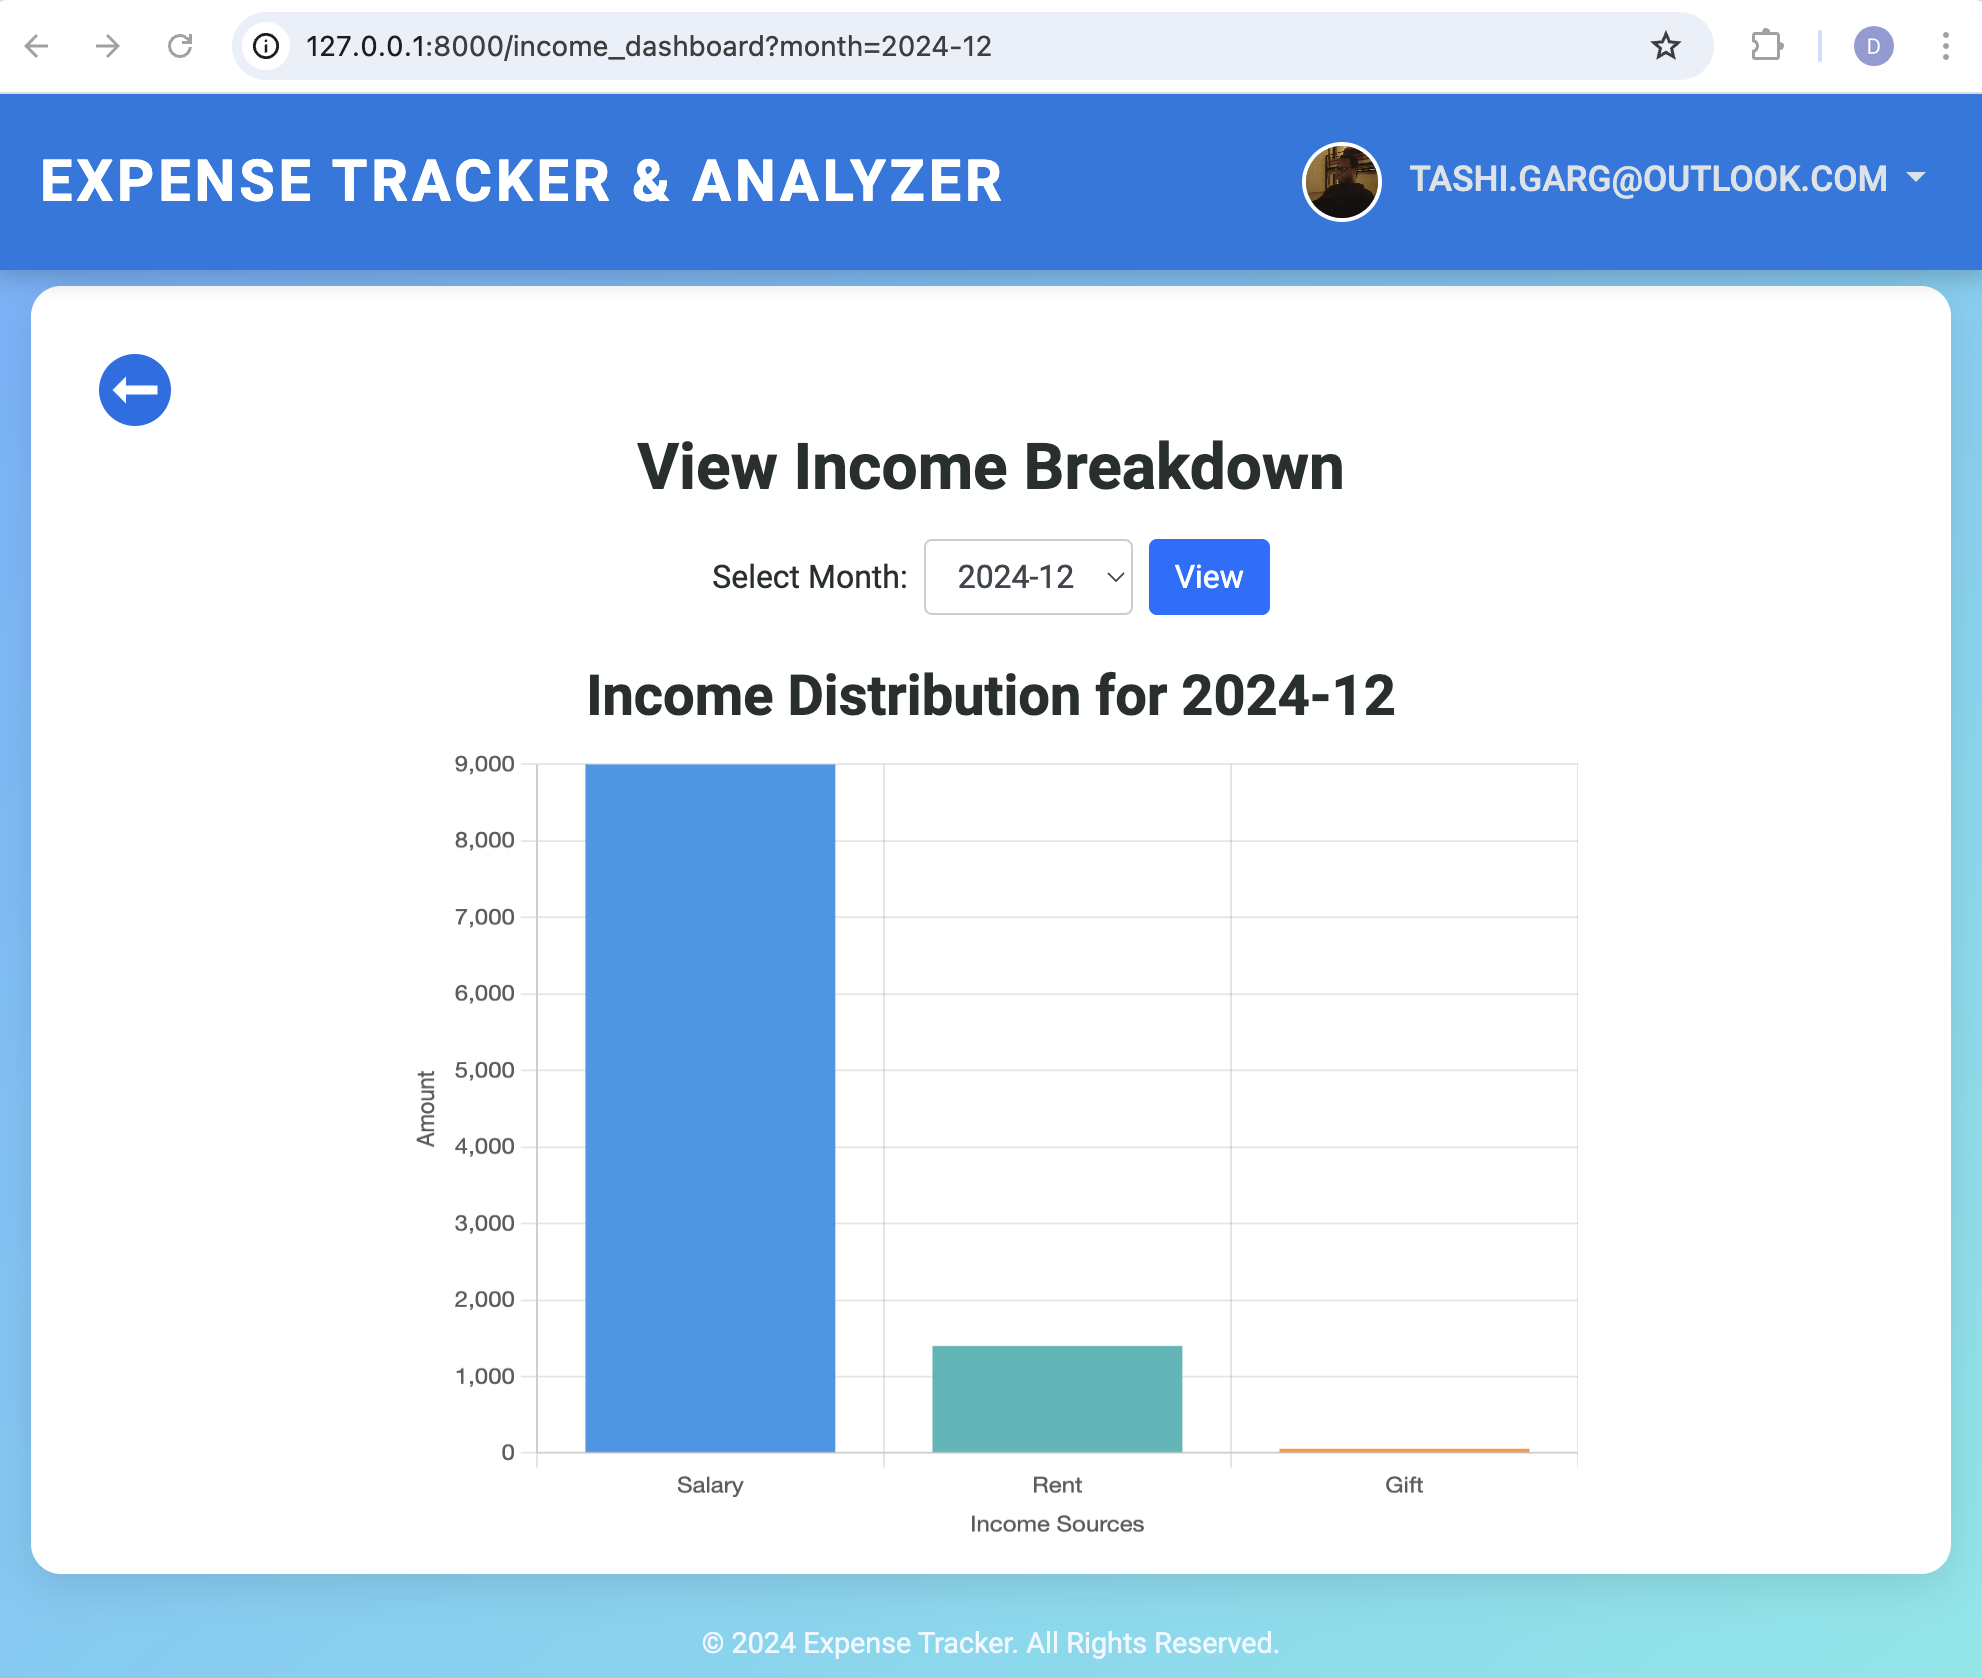 127.0.0.1:8000/income_dashboard?month=2024-12
D
EXPENSE TRACKER & ANALYZER
TASHI.GARG@OUTLOOK.COM
View Income Breakdown
Select Month: 2024-12 View
Income Distribution for 2024-12
9,000
8,000
7,000
6,000
5,000
4,000
3,000
2,000
1,000
0
Amount
Salary Rent Gift
Income Sources
© 2024 Expense Tracker. All Rights Reserved.